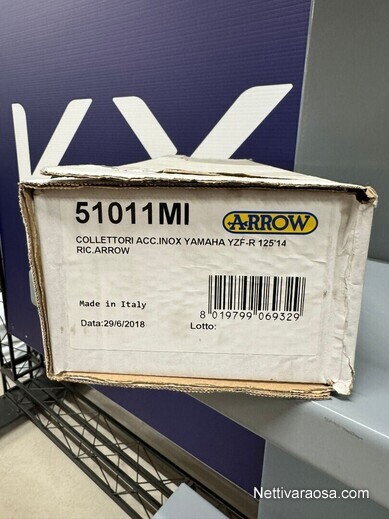 KX
51011MI
ARROW
COLLETTORI ACC.INOX YAMAHA YZF-R 125'14
RIC.ARROW
Made in Italy
8 019799 069329
Data:29/6/2018
Lotto:
Nettivaraosa.com